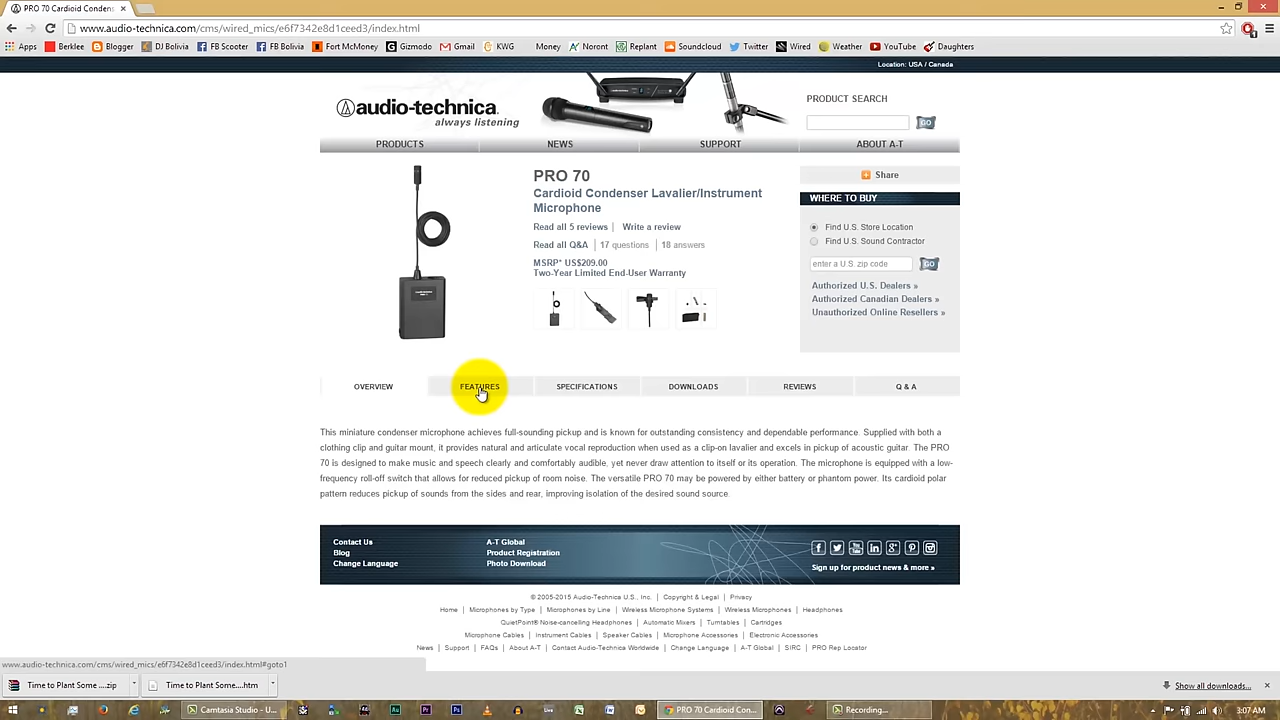 PRO 70 Cardioid Condens
www.audio-technica.com/cms/wired_mics/e6f7342e8d1ceed3/index.html
Apps Berklee Blogger DJ Bolivia FB Scooter FB Bolivia Fort McMoney Gizmodo Gmail KWG Money Noront Replant Soundcloud Twitter Wired Weather YouTube Daughters
Location: USA / Canada
audio-technica.
always listening
PRODUCT SEARCH
GO
PRODUCTS NEWS SUPPORT ABOUT A-T
PRO 70
Cardioid Condenser Lavalier/Instrument
Microphone
Read all 5 reviews | Write a review
Read all Q&A | 17 questions | 18 answers
MSRP* US$209.00
Two-Year Limited End-User Warranty
Share
WHERE TO BUY
Find U.S. Store Location
Find U.S. Sound Contractor
enter a U.S. zip code GO
Authorized U.S. Dealers »
Authorized Canadian Dealers »
Unauthorized Online Resellers »
OVERVIEW FEATURES SPECIFICATIONS DOWNLOADS REVIEWS Q & A
This miniature condenser microphone achieves full-sounding pickup and is known for outstanding consistency and dependable performance. Supplied with both a
clothing clip and guitar mount, it provides natural and articulate vocal reproduction when used as a clip-on lavalier and excels in pickup of acoustic guitar. The PRO
70 is designed to make music and speech clearly and comfortably audible, yet never draw attention to itself or its operation. The microphone is equipped with a low-
frequency roll-off switch that allows for reduced pickup of room noise. The versatile PRO 70 may be powered by either battery or phantom power. Its cardioid polar
pattern reduces pickup of sounds from the sides and rear, improving isolation of the desired sound source.
Contact Us
Blog
Change Language
A-T Global
Product Registration
Photo Download
Sign up for product news & more »
© 2005-2015 Audio-Technica U.S., Inc. | Copyright & Legal | Privacy
Home | Microphones by Type | Microphones by Line | Wireless Microphone Systems | Wireless Microphones | Headphones
QuietPoint® Noise-cancelling Headphones | Automatic Mixers | Turntables | Cartridges
Microphone Cables | Instrument Cables | Speaker Cables | Microphone Accessories | Electronic Accessories
News | Support | FAQs | About A-T | Contact Audio-Technica Worldwide | Change Language | A-T Global | SIRC | PRO Rep Locator
www.audio-technica.com/cms/wired_mics/e6f7342e8d1ceed3/index.html#goto1
Time to Plant Some ....zip Time to Plant Some....htm Show all downloads...
Camtasia Studio - U... PRO 70 Cardioid Con... Recording... 3:07 AM